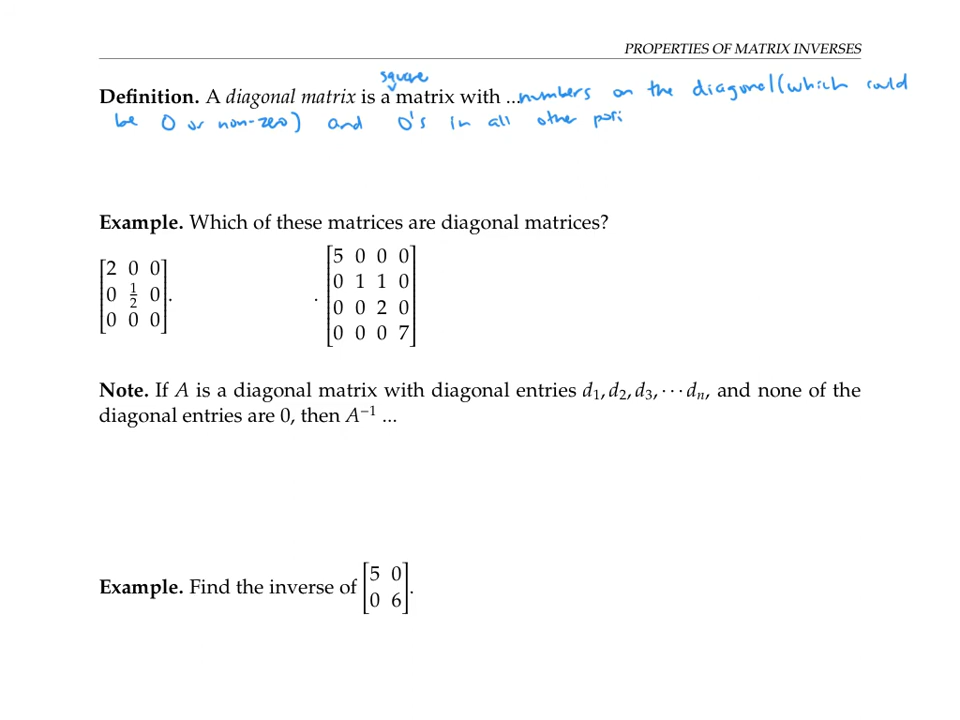 PROPERTIES OF MATRIX INVERSES
square
Definition. A diagonal matrix is a matrix with ... numbers on the diagonal (which could
be 0 or non-zero) and 0's in all other posi
Example. Which of these matrices are diagonal matrices?
[2 0 0]
[0 1/2 0].
[0 0 0]
[5 0 0 0]
. [0 1 1 0]
[0 0 2 0]
[0 0 0 7]
Note. If A is a diagonal matrix with diagonal entries d₁, d₂, d₃, ⋯ dₙ, and none of the
diagonal entries are 0, then A⁻¹ ...
Example. Find the inverse of [5 0]
[0 6].